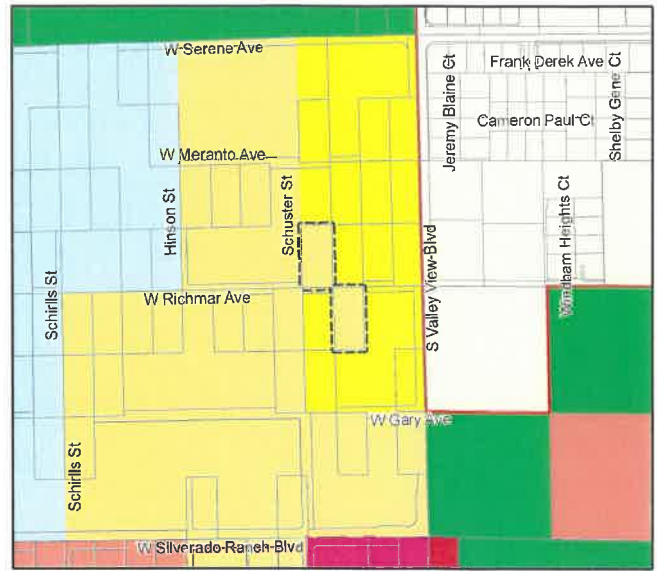 W Serene Ave
Frank Derek Ave
Jeremy Blaine Ct
Shelby Gene Ct
Cameron Paul Ct
W Meranto Ave
Hinson St
Schuster St
S Valley View Blvd
Windham Heights Ct
Schirlls St
W Richmar Ave
W Gary Ave
Schirlls St
W Silverado Ranch Blvd